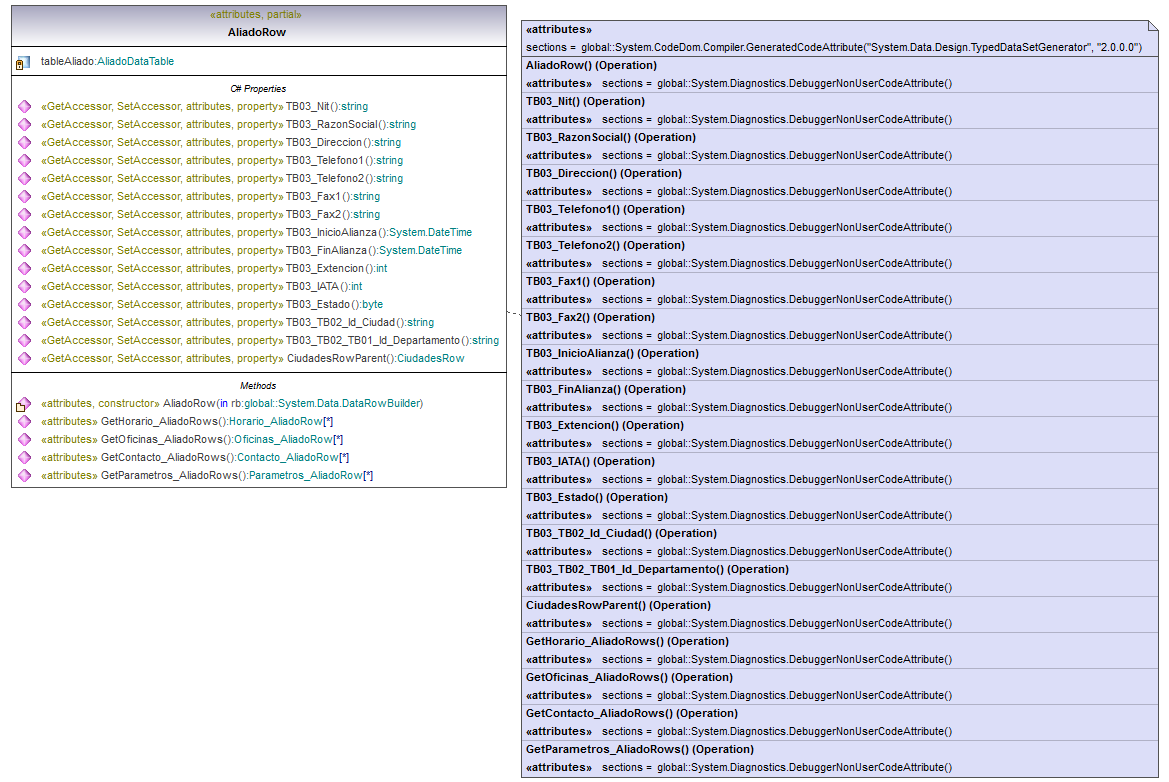 «attributes, partial»
AliadoRow
tableAliado:AliadoDataTable
C# Properties
«GetAccessor, SetAccessor, attributes, property» TB03_Nit():string
«GetAccessor, SetAccessor, attributes, property» TB03_RazonSocial():string
«GetAccessor, SetAccessor, attributes, property» TB03_Direccion():string
«GetAccessor, SetAccessor, attributes, property» TB03_Telefono1():string
«GetAccessor, SetAccessor, attributes, property» TB03_Telefono2():string
«GetAccessor, SetAccessor, attributes, property» TB03_Fax1():string
«GetAccessor, SetAccessor, attributes, property» TB03_Fax2():string
«GetAccessor, SetAccessor, attributes, property» TB03_InicioAlianza():System.DateTime
«GetAccessor, SetAccessor, attributes, property» TB03_FinAlianza():System.DateTime
«GetAccessor, SetAccessor, attributes, property» TB03_Extencion():int
«GetAccessor, SetAccessor, attributes, property» TB03_IATA():int
«GetAccessor, SetAccessor, attributes, property» TB03_Estado():byte
«GetAccessor, SetAccessor, attributes, property» TB03_TB02_Id_Ciudad():string
«GetAccessor, SetAccessor, attributes, property» TB03_TB02_TB01_Id_Departamento():string
«GetAccessor, SetAccessor, attributes, property» CiudadesRowParent():CiudadesRow
Methods
«attributes, constructor» AliadoRow(in rb:global::System.Data.DataRowBuilder)
«attributes» GetHorario_AliadoRows():Horario_AliadoRow[*]
«attributes» GetOficinas_AliadoRows():Oficinas_AliadoRow[*]
«attributes» GetContacto_AliadoRows():Contacto_AliadoRow[*]
«attributes» GetParametros_AliadoRows():Parametros_AliadoRow[*]
«attributes»
sections = global::System.CodeDom.Compiler.GeneratedCodeAttribute("System.Data.Design.TypedDataSetGenerator", "2.0.0.0")
AliadoRow() (Operation)
«attributes» sections = global::System.Diagnostics.DebuggerNonUserCodeAttribute()
TB03_Nit() (Operation)
«attributes» sections = global::System.Diagnostics.DebuggerNonUserCodeAttribute()
TB03_RazonSocial() (Operation)
«attributes» sections = global::System.Diagnostics.DebuggerNonUserCodeAttribute()
TB03_Direccion() (Operation)
«attributes» sections = global::System.Diagnostics.DebuggerNonUserCodeAttribute()
TB03_Telefono1() (Operation)
«attributes» sections = global::System.Diagnostics.DebuggerNonUserCodeAttribute()
TB03_Telefono2() (Operation)
«attributes» sections = global::System.Diagnostics.DebuggerNonUserCodeAttribute()
TB03_Fax1() (Operation)
«attributes» sections = global::System.Diagnostics.DebuggerNonUserCodeAttribute()
TB03_Fax2() (Operation)
«attributes» sections = global::System.Diagnostics.DebuggerNonUserCodeAttribute()
TB03_InicioAlianza() (Operation)
«attributes» sections = global::System.Diagnostics.DebuggerNonUserCodeAttribute()
TB03_FinAlianza() (Operation)
«attributes» sections = global::System.Diagnostics.DebuggerNonUserCodeAttribute()
TB03_Extencion() (Operation)
«attributes» sections = global::System.Diagnostics.DebuggerNonUserCodeAttribute()
TB03_IATA() (Operation)
«attributes» sections = global::System.Diagnostics.DebuggerNonUserCodeAttribute()
TB03_Estado() (Operation)
«attributes» sections = global::System.Diagnostics.DebuggerNonUserCodeAttribute()
TB03_TB02_Id_Ciudad() (Operation)
«attributes» sections = global::System.Diagnostics.DebuggerNonUserCodeAttribute()
TB03_TB02_TB01_Id_Departamento() (Operation)
«attributes» sections = global::System.Diagnostics.DebuggerNonUserCodeAttribute()
CiudadesRowParent() (Operation)
«attributes» sections = global::System.Diagnostics.DebuggerNonUserCodeAttribute()
GetHorario_AliadoRows() (Operation)
«attributes» sections = global::System.Diagnostics.DebuggerNonUserCodeAttribute()
GetOficinas_AliadoRows() (Operation)
«attributes» sections = global::System.Diagnostics.DebuggerNonUserCodeAttribute()
GetContacto_AliadoRows() (Operation)
«attributes» sections = global::System.Diagnostics.DebuggerNonUserCodeAttribute()
GetParametros_AliadoRows() (Operation)
«attributes» sections = global::System.Diagnostics.DebuggerNonUserCodeAttribute()